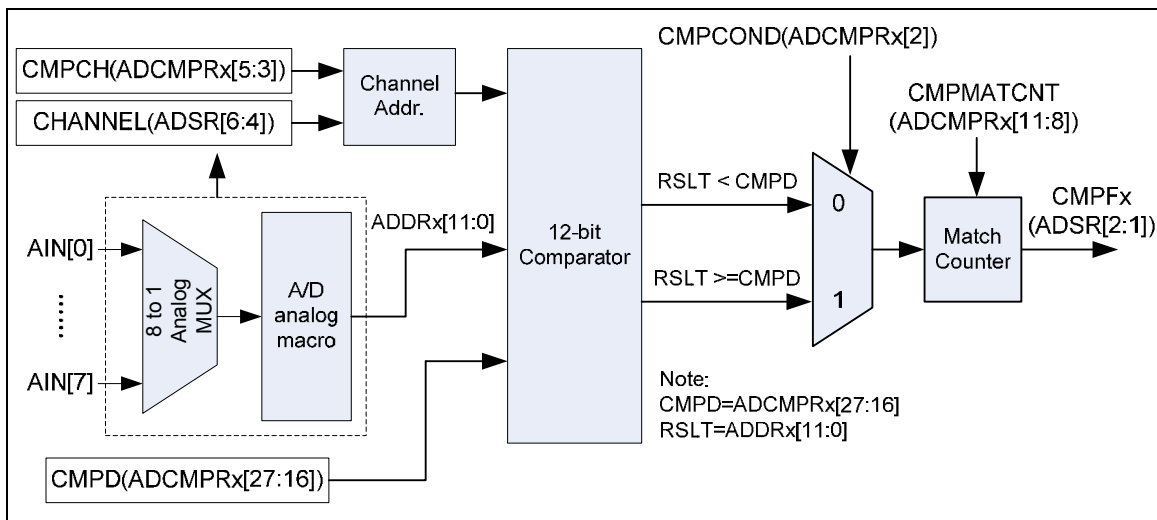 CMPCOND(ADCMPRx[2])
CMPCH(ADCMPRx[5:3])
CHANNEL(ADSR[6:4])
Channel
Addr.
CMPMATCNT
(ADCMPRx[11:8])
AIN[0]
......
AIN[7]
8 to 1
Analog
MUX
A/D
analog
macro
ADDRx[11:0]
12-bit
Comparator
RSLT < CMPD
RSLT >=CMPD
0
1
Match
Counter
CMPFx
(ADSR[2:1])
Note:
CMPD=ADCMPRx[27:16]
RSLT=ADDRx[11:0]
CMPD(ADCMPRx[27:16])